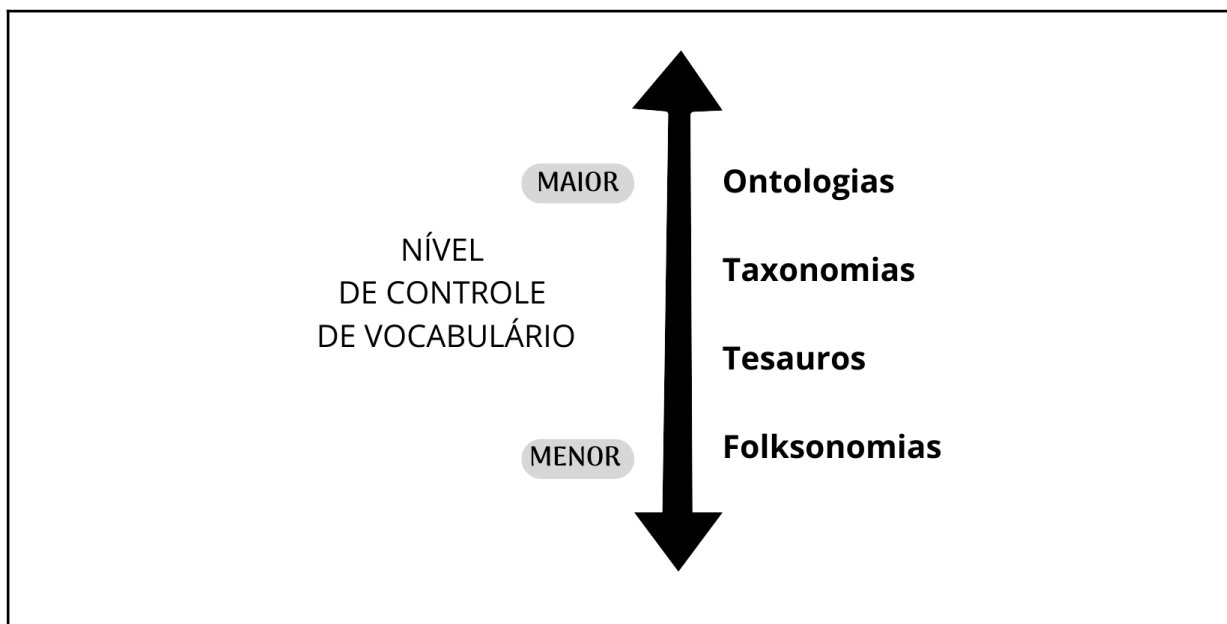 MAIOR
NÍVEL
DE CONTROLE
DE VOCABULÁRIO
MENOR
Ontologias
Taxonomias
Tesauros
Folksonomias